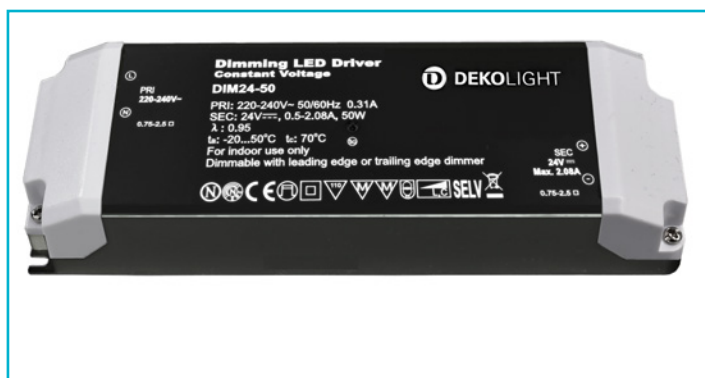 Dimming LED Driver
Constant Voltage
DIM24-50
PRI: 220-240V~ 50/60Hz 0.31A
SEC: 24V⎓, 0.5-2.08A, 50W
λ : 0.95
ta: -20...50°C tc: 70°C
For indoor use only
Dimmable with leading edge or trailing edge dimmer
DEKOLIGHT
L
PRI
220-240V~
N
0.75-2.5
SEC
24V⎓
Max. 2.08A
0.75-2.5
N CE 110 M M SELV